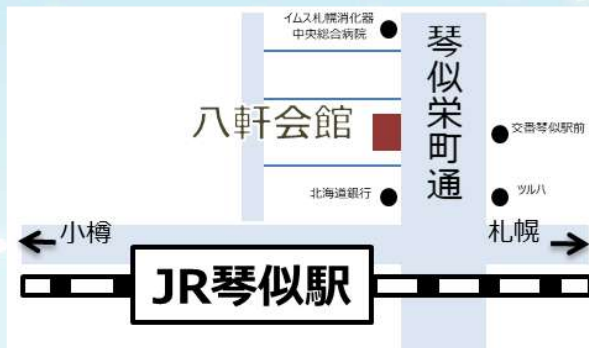 イムス札幌消化器
中央総合病院
琴似栄町通
八軒会館
交番琴似駅前
北海道銀行
ツルハ
小樽
札幌
JR琴似駅